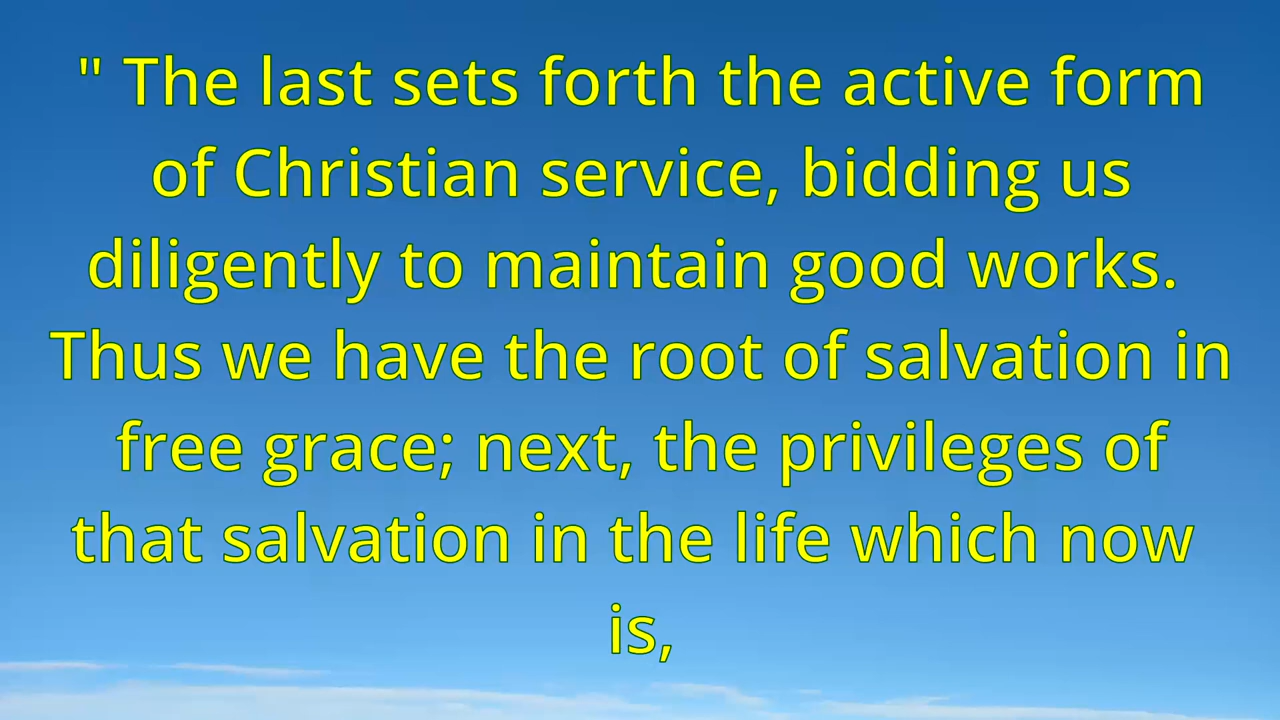 " The last sets forth the active form
of Christian service, bidding us
diligently to maintain good works.
Thus we have the root of salvation in
free grace; next, the privileges of
that salvation in the life which now
is,